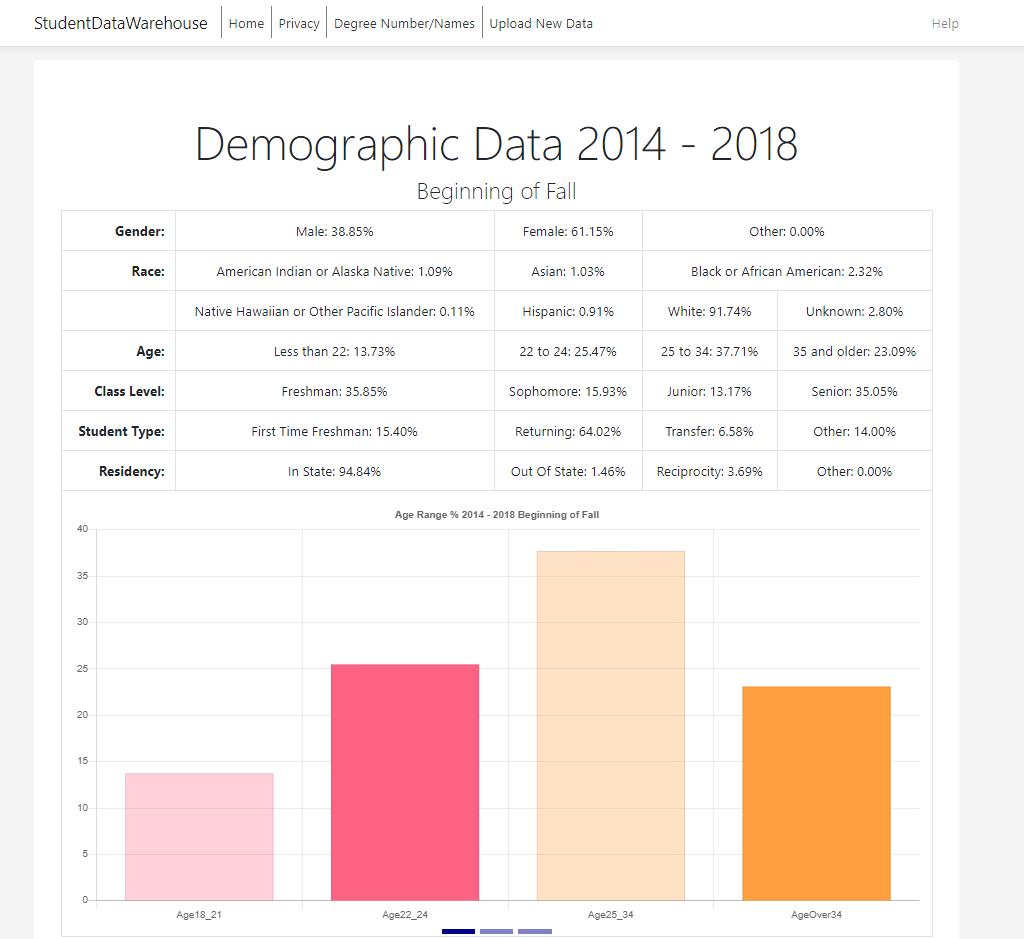 StudentDataWarehouse Home Privacy Degree Number/Names Upload New Data Help
Demographic Data 2014 - 2018
Beginning of Fall
Gender: Male: 38.85% Female: 61.15% Other: 0.00%
Race: American Indian or Alaska Native: 1.09% Asian: 1.03% Black or African American: 2.32%
Native Hawaiian or Other Pacific Islander: 0.11% Hispanic: 0.91% White: 91.74% Unknown: 2.80%
Age: Less than 22: 13.73% 22 to 24: 25.47% 25 to 34: 37.71% 35 and older: 23.09%
Class Level: Freshman: 35.85% Sophomore: 15.93% Junior: 13.17% Senior: 35.05%
Student Type: First Time Freshman: 15.40% Returning: 64.02% Transfer: 6.58% Other: 14.00%
Residency: In State: 94.84% Out Of State: 1.46% Reciprocity: 3.69% Other: 0.00%
Age Range % 2014 - 2018 Beginning of Fall
40
35
30
25
20
15
10
5
0
Age18_21 Age22_24 Age25_34 AgeOver34